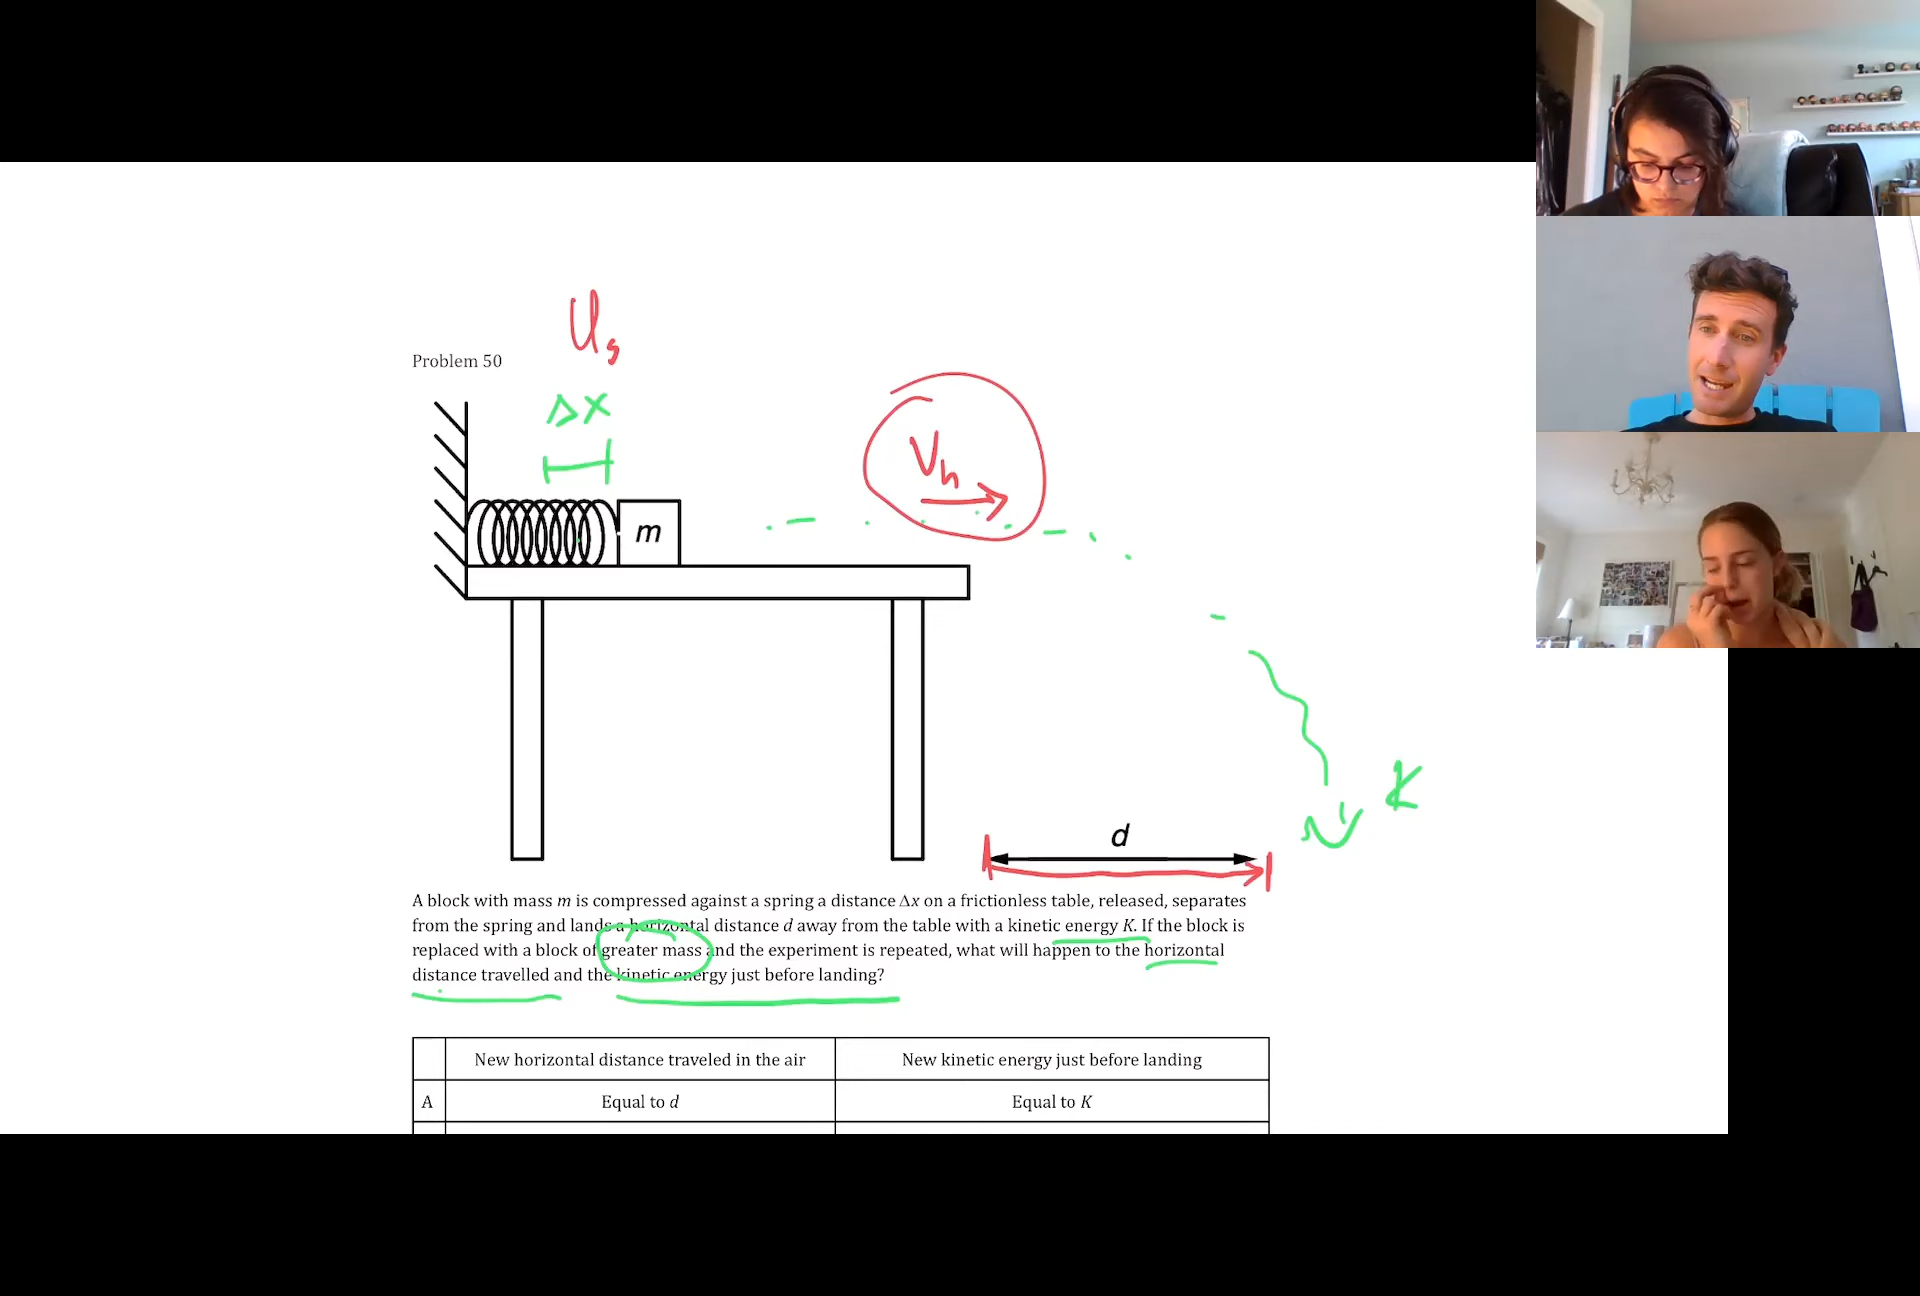 U_s
Problem 50
Δx
V_h
m
K
d
A block with mass m is compressed against a spring a distance Δx on a frictionless table, released, separates
from the spring and lands a horizontal distance d away from the table with a kinetic energy K. If the block is
replaced with a block of greater mass and the experiment is repeated, what will happen to the horizontal
distance travelled and the kinetic energy just before landing?
New horizontal distance traveled in the air New kinetic energy just before landing
A Equal to d Equal to K